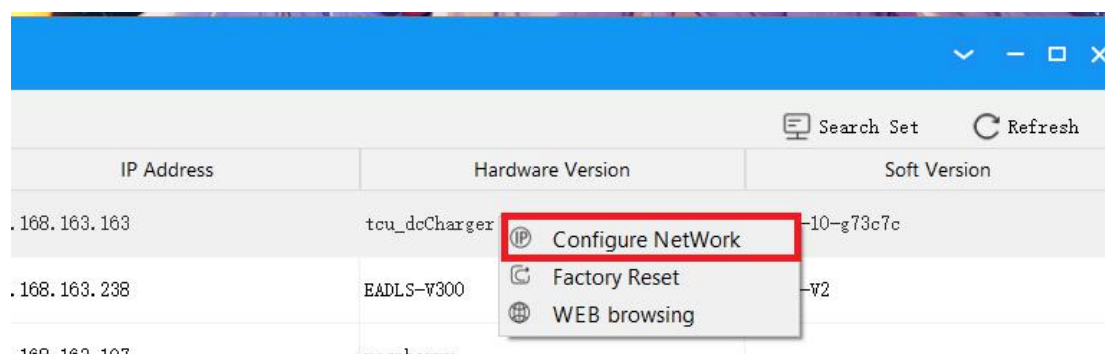 Search Set Refresh
IP Address Hardware Version Soft Version
.168.163.163 tcu_dcCharger -10-g73c7c
IP Configure NetWork
Factory Reset
.168.163.238 EADLS-V300 -V2
WEB browsing